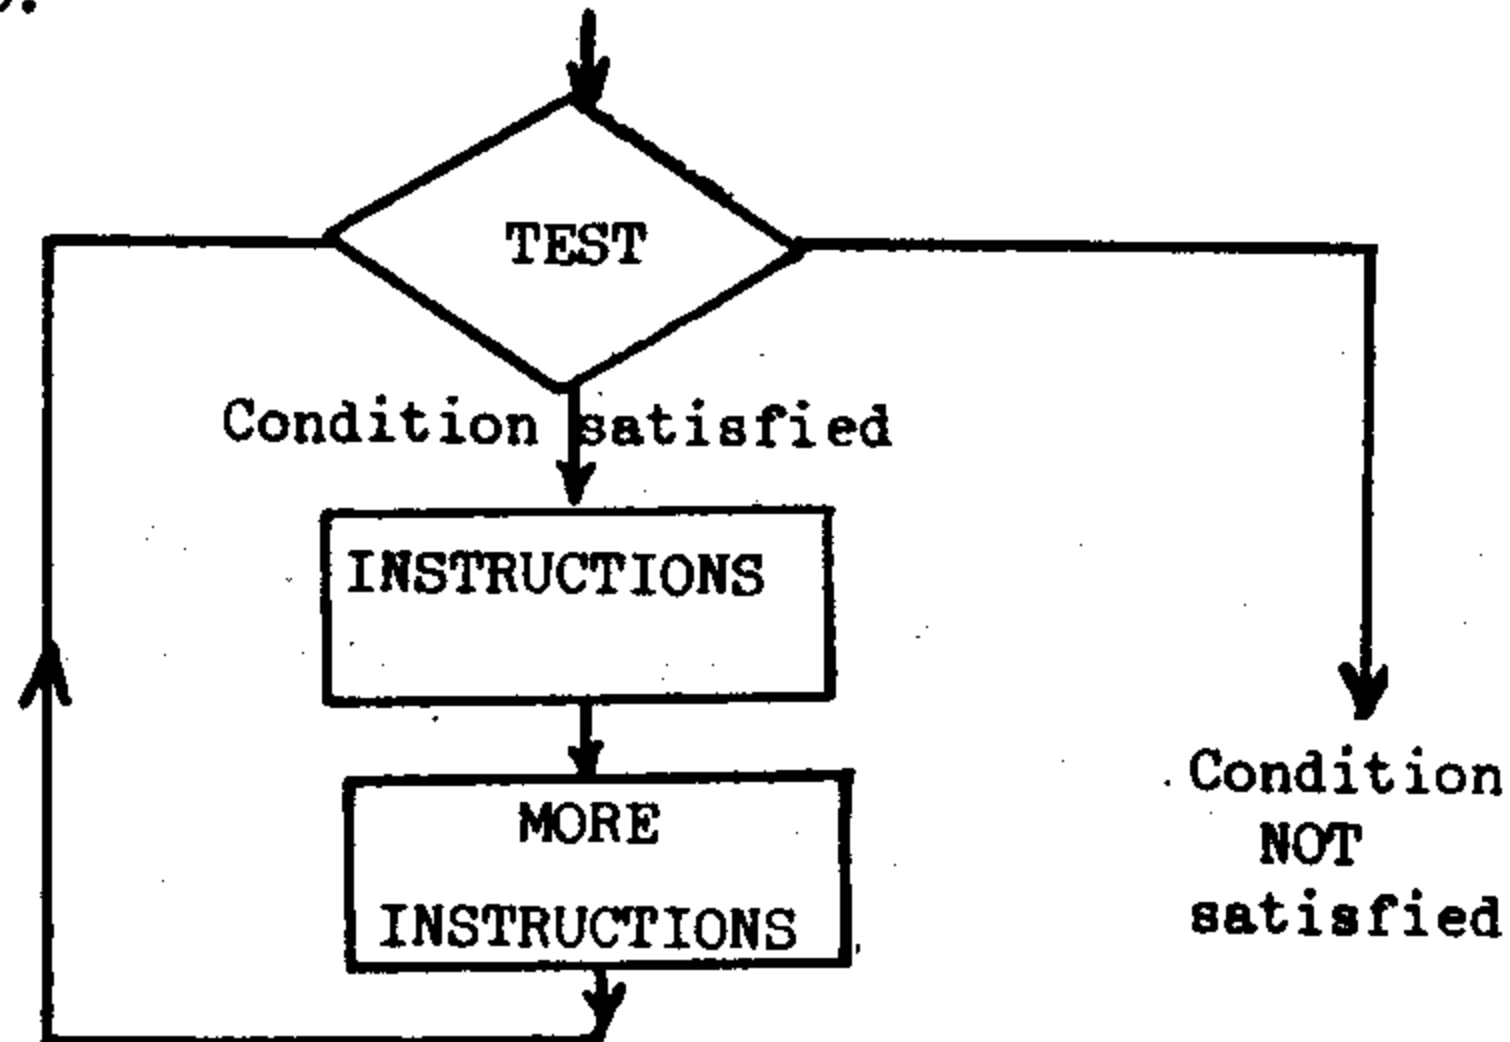 TEST
Condition satisfied
INSTRUCTIONS
MORE
INSTRUCTIONS
Condition
NOT
satisfied